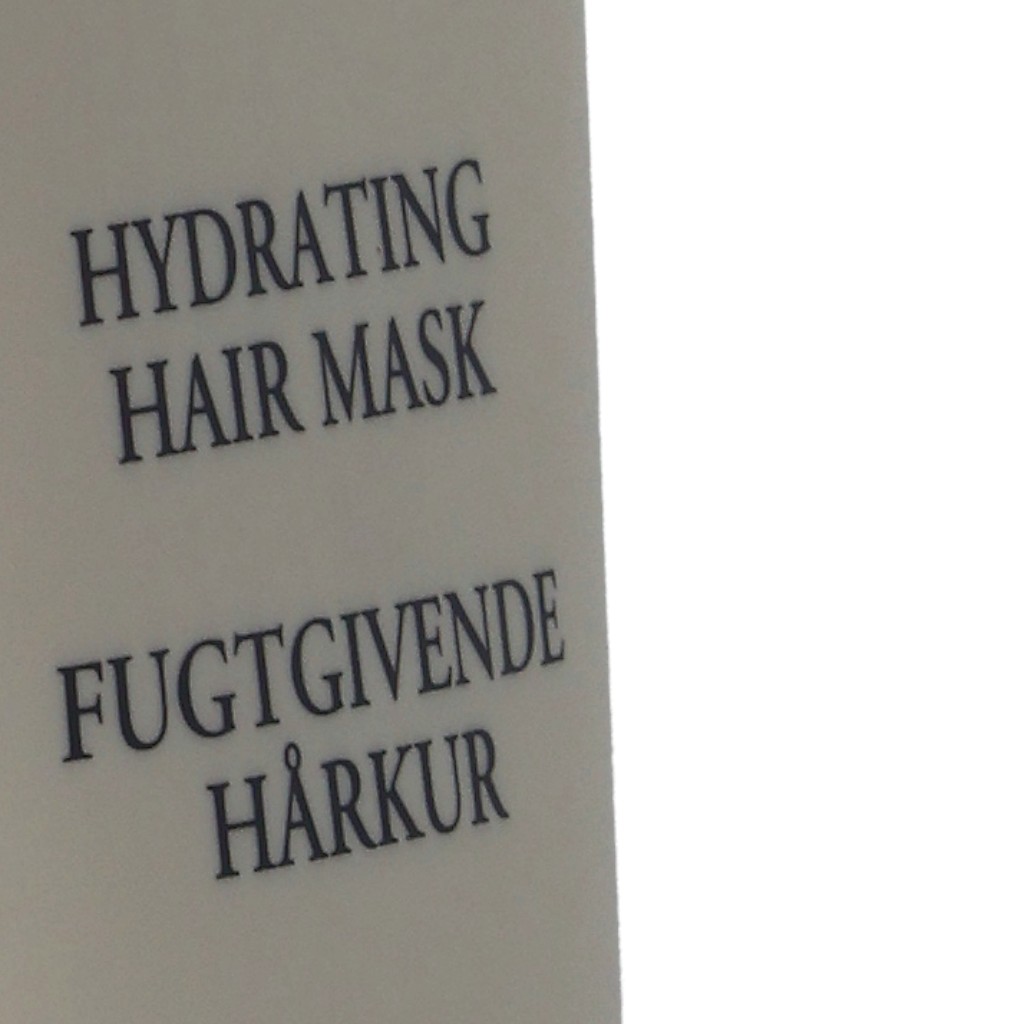 HYDRATING
HAIR MASK
FUGTGIVENDE
HÅRKUR